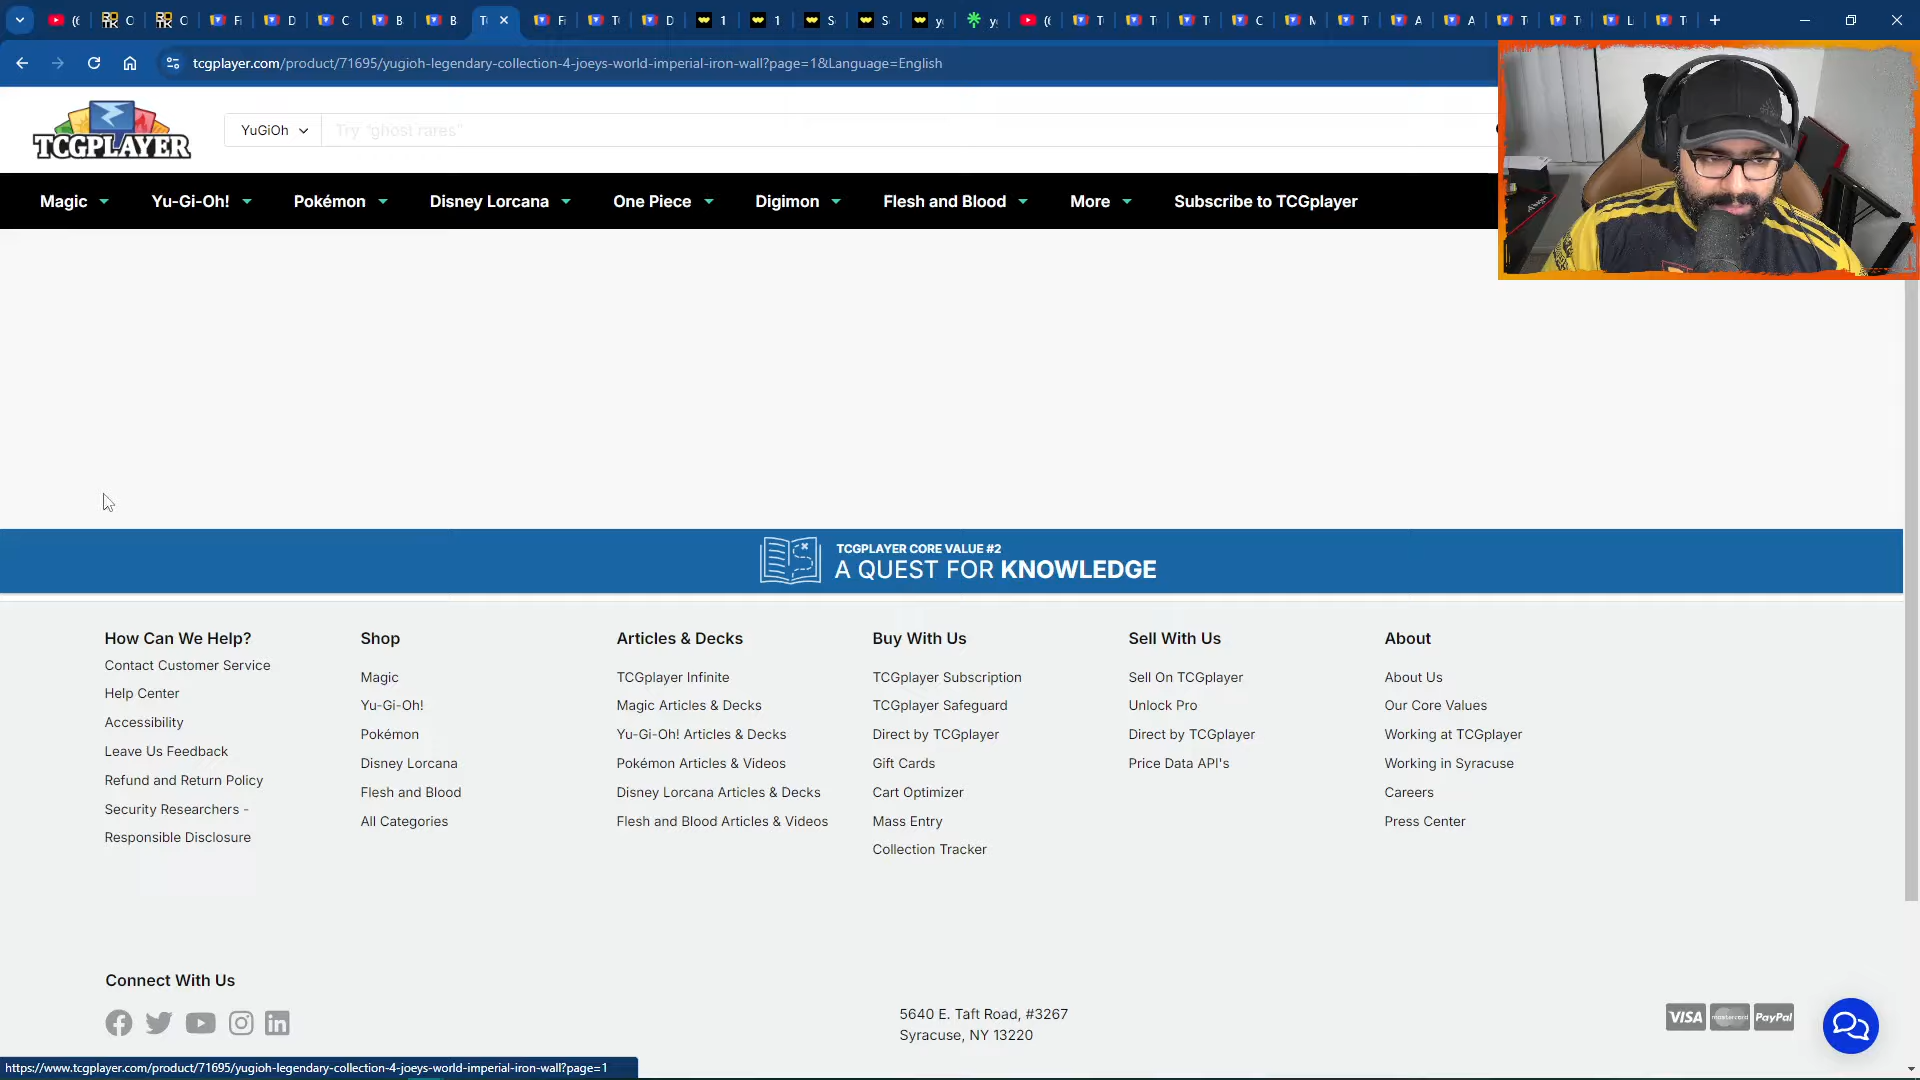 tcgplayer.com/product/71695/yugioh-legendary-collection-4-joeys-world-imperial-iron-wall?page=1&Language=English
TCGPLAYER
YuGiOh
Try "ghost rares"
Magic
Yu-Gi-Oh!
Pokémon
Disney Lorcana
One Piece
Digimon
Flesh and Blood
More
Subscribe to TCGplayer
TCGPLAYER CORE VALUE #2
A QUEST FOR KNOWLEDGE
How Can We Help?
Contact Customer Service
Help Center
Accessibility
Leave Us Feedback
Refund and Return Policy
Security Researchers -
Responsible Disclosure
Shop
Magic
Yu-Gi-Oh!
Pokémon
Disney Lorcana
Flesh and Blood
All Categories
Articles & Decks
TCGplayer Infinite
Magic Articles & Decks
Yu-Gi-Oh! Articles & Decks
Pokémon Articles & Videos
Disney Lorcana Articles & Decks
Flesh and Blood Articles & Videos
Buy With Us
TCGplayer Subscription
TCGplayer Safeguard
Direct by TCGplayer
Gift Cards
Cart Optimizer
Mass Entry
Collection Tracker
Sell With Us
Sell On TCGplayer
Unlock Pro
Direct by TCGplayer
Price Data API's
About
About Us
Our Core Values
Working at TCGplayer
Working in Syracuse
Careers
Press Center
Connect With Us
5640 E. Taft Road, #3267
Syracuse, NY 13220
VISA
mastercard
PayPal
https://www.tcgplayer.com/product/71695/yugioh-legendary-collection-4-joeys-world-imperial-iron-wall?page=1